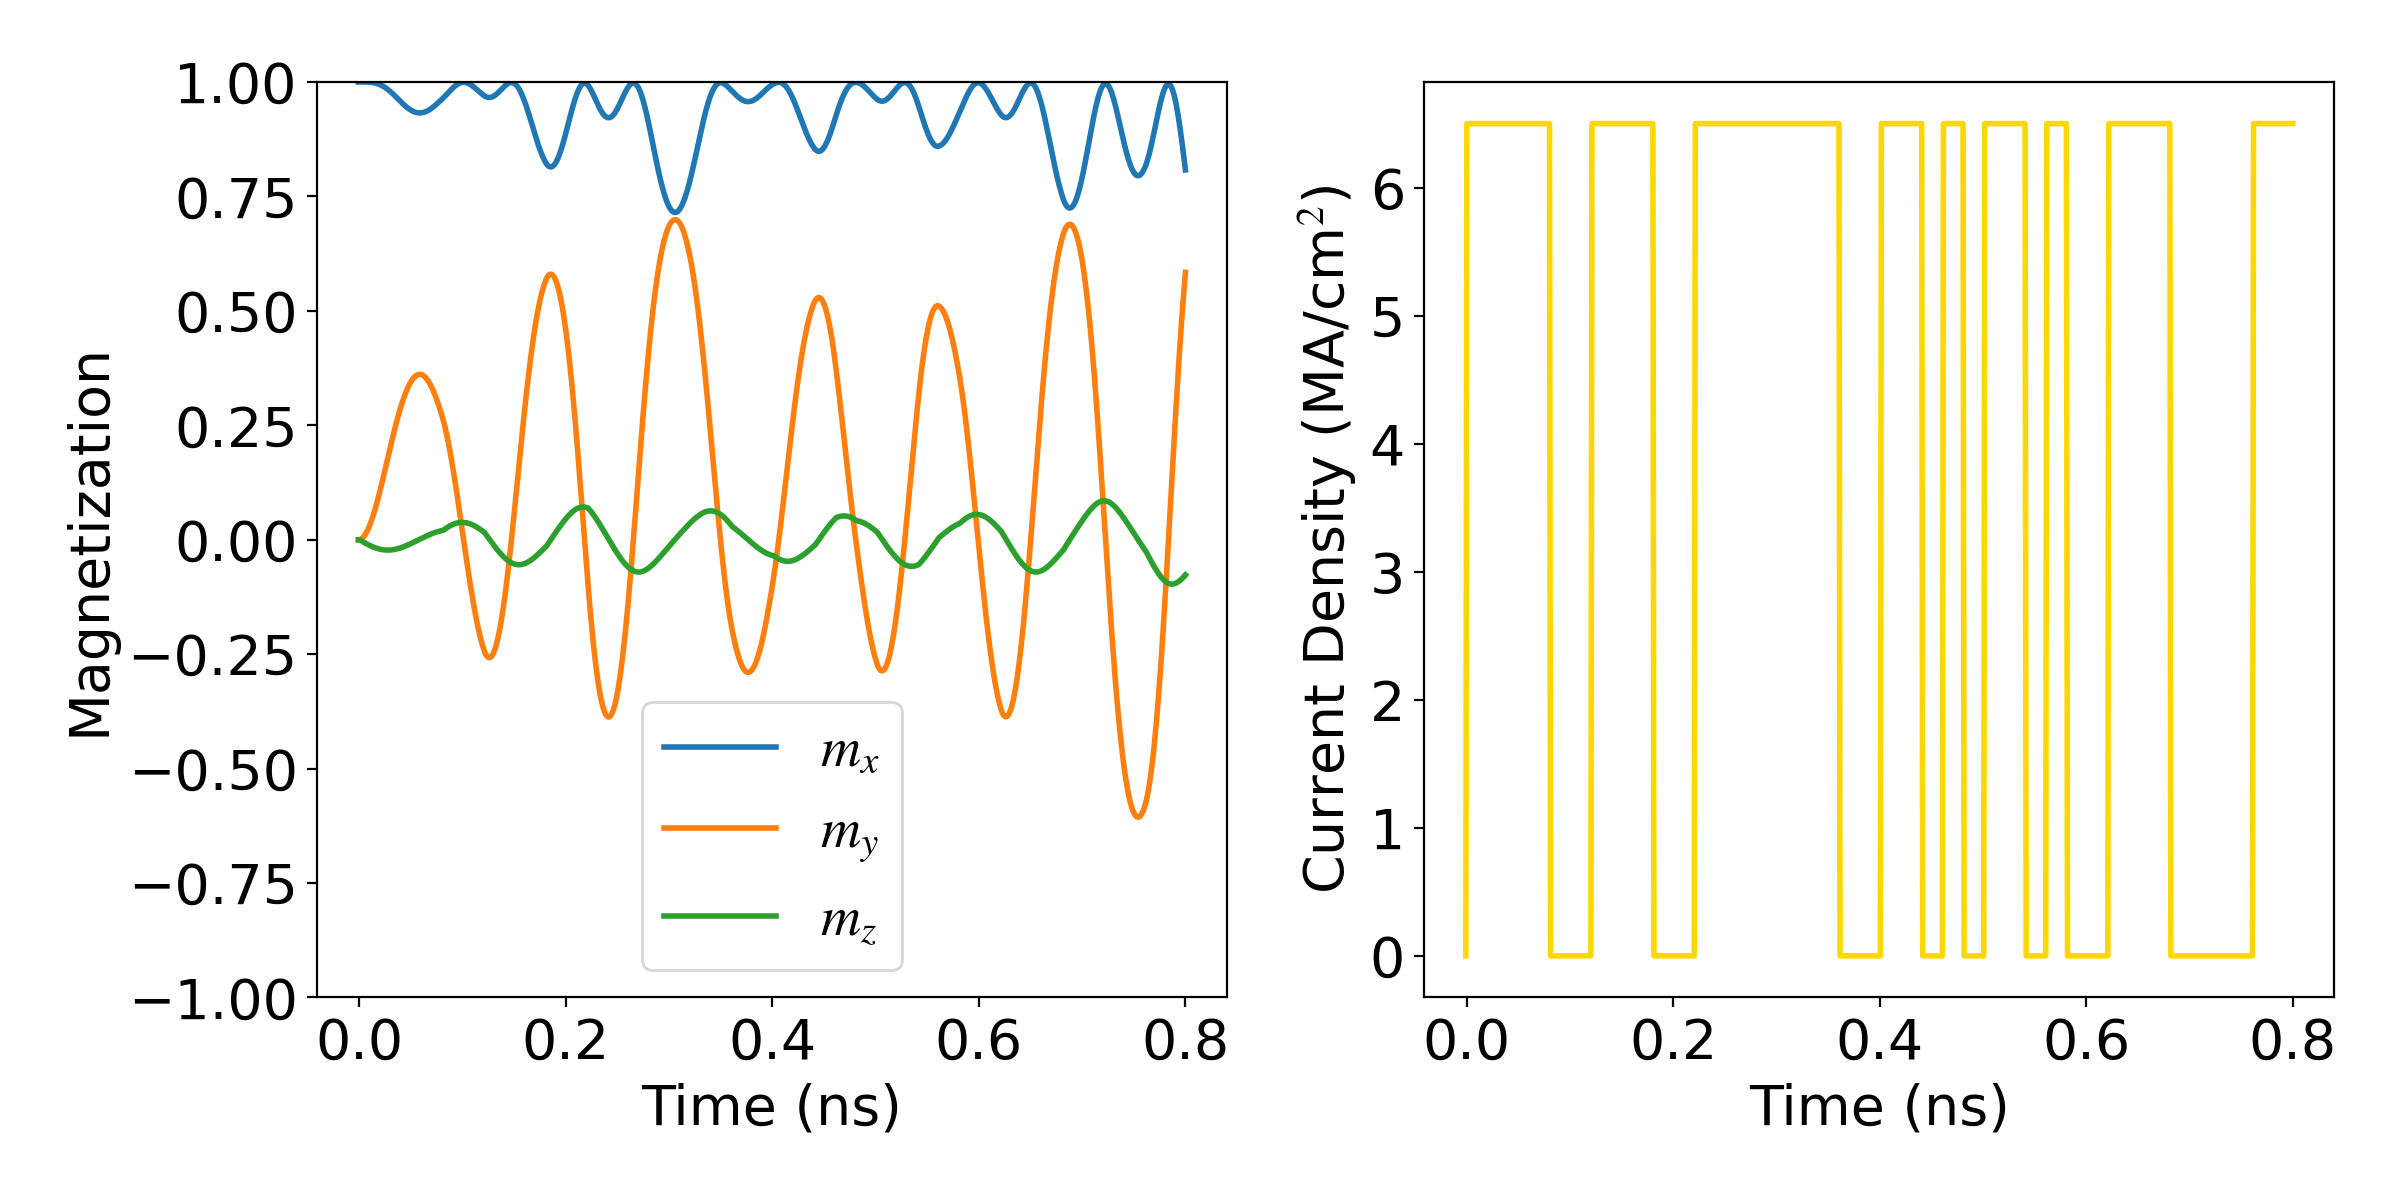 1.00
0.75
0.50
0.25
0.00
−0.25
−0.50
−0.75
−1.00
Magnetization
0.0 0.2 0.4 0.6 0.8
Time (ns)
m_x
m_y
m_z
6
5
4
3
2
1
0
Current Density (MA/cm²)
0.0 0.2 0.4 0.6 0.8
Time (ns)